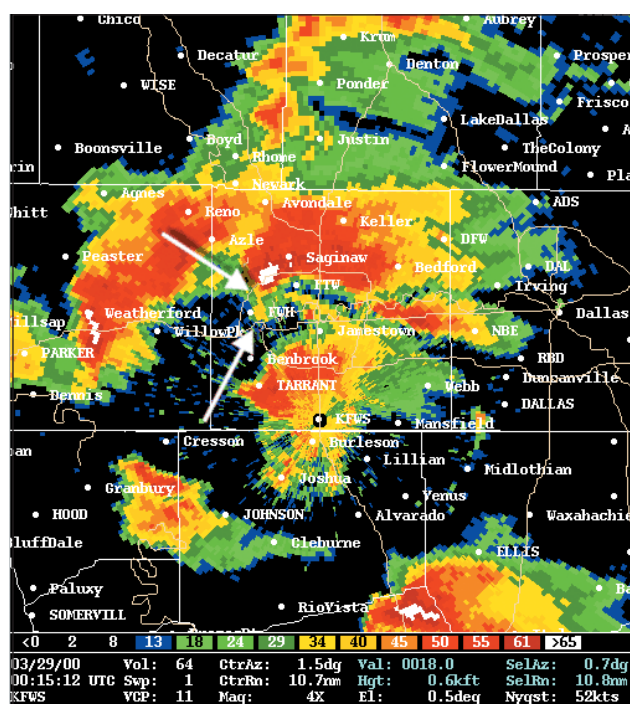 Chico
Aubrey
Krum
Decatur
Denton
Prosper
WISE
Ponder
Frisco
LakeDallas
Boyd
Justin
Boonsville
TheColony
Rhome
FlowerMound
Newark
Agnes
Avondale
ADS
Whitt
Reno
Keller
Azle
DFW
Peaster
Saginaw
Bedford
DAL
FTW
Irving
Weatherford
FWH
Dallas
WillowPk
Jamestown
NBE
PARKER
Benbrook
RBD
TARRANT
Webb
Duncanville
Dennis
DALLAS
KFWS
Mansfield
Cresson
Burleson
Lillian
Midlothian
Joshua
Granbury
Venus
HOOD
JOHNSON
Alvarado
Waxahachie
BluffDale
Cleburne
ELLIS
Paluxy
RioVista
SOMERVILL
<0 2 8 13 18 24 29 34 40 45 50 55 61 >65
03/29/00 Vol: 64 CtrAz: 1.5dg Val: 0018.0 SelAz: 0.7dg
00:15:12 UTC Swp: 1 CtrRn: 10.7nm Hgt: 0.6kft SelRn: 10.8nm
KFWS VCP: 11 Mag: 4X El: 0.5deg Nyqst: 52kts